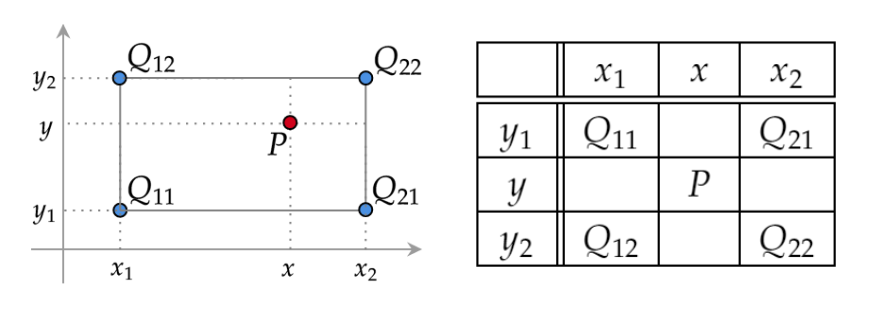 y₂ Q₁₂ Q₂₂
y P
y₁ Q₁₁ Q₂₁
x₁ x x₂
x₁ x x₂
y₁ Q₁₁ Q₂₁
y P
y₂ Q₁₂ Q₂₂